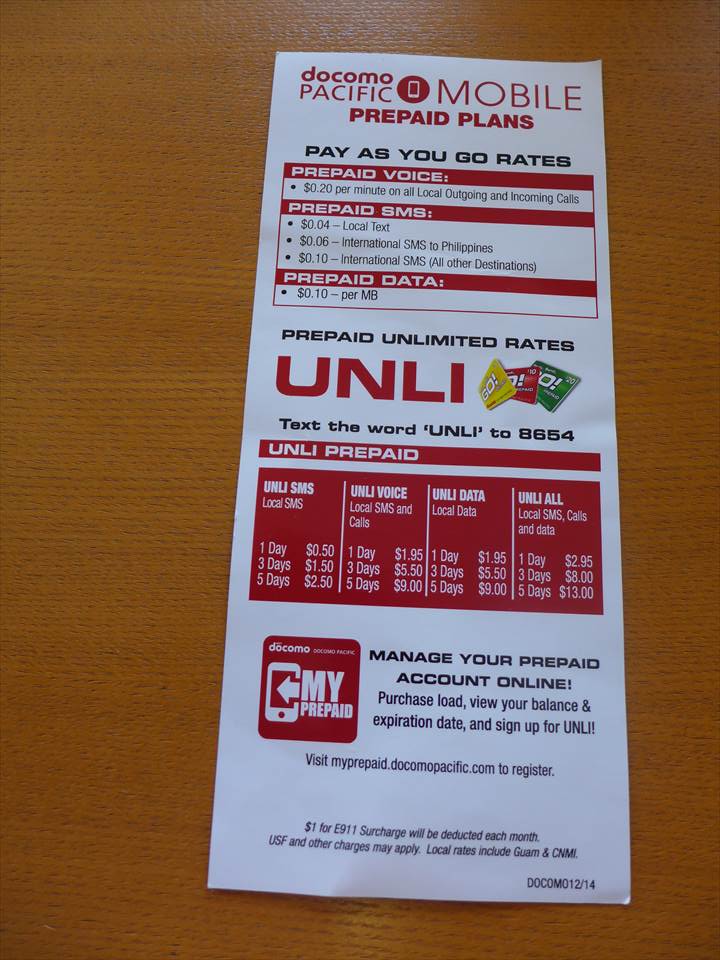 docomo
PACIFIC MOBILE
PREPAID PLANS
PAY AS YOU GO RATES
PREPAID VOICE:
• $0.20 per minute on all Local Outgoing and Incoming Calls
PREPAID SMS:
• $0.04 – Local Text
• $0.06 – International SMS to Philippines
• $0.10 – International SMS (All other Destinations)
PREPAID DATA:
• $0.10 – per MB
PREPAID UNLIMITED RATES
UNLI
GO!
$10
$20
GO!
Text the word ‘UNLI’ to 8654
UNLI PREPAID
UNLI SMS
Local SMS
1 Day $0.50
3 Days $1.50
5 Days $2.50
UNLI VOICE
Local SMS and
Calls
1 Day $1.95
3 Days $5.50
5 Days $9.00
UNLI DATA
Local Data
1 Day $1.95
3 Days $5.50
5 Days $9.00
UNLI ALL
Local SMS, Calls
and data
1 Day $2.95
3 Days $8.00
5 Days $13.00
döcomo DOCOMO PACIFIC
MY
PREPAID
MANAGE YOUR PREPAID
ACCOUNT ONLINE!
Purchase load, view your balance &
expiration date, and sign up for UNLI!
Visit myprepaid.docomopacific.com to register.
$1 for E911 Surcharge will be deducted each month.
USF and other charges may apply. Local rates include Guam & CNMI.
DOCOMO12/14